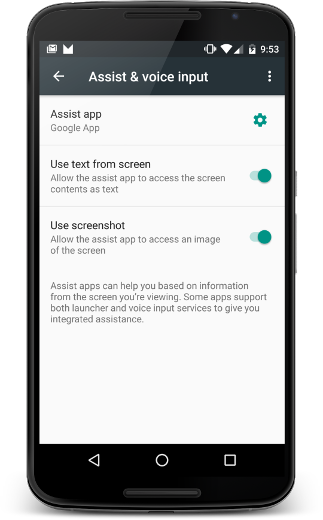 9:53
Assist & voice input
Assist app
Google App
Use text from screen
Allow the assist app to access the screen
contents as text
Use screenshot
Allow the assist app to access an image
of the screen
Assist apps can help you based on information
from the screen you're viewing. Some apps support
both launcher and voice input services to give you
integrated assistance.